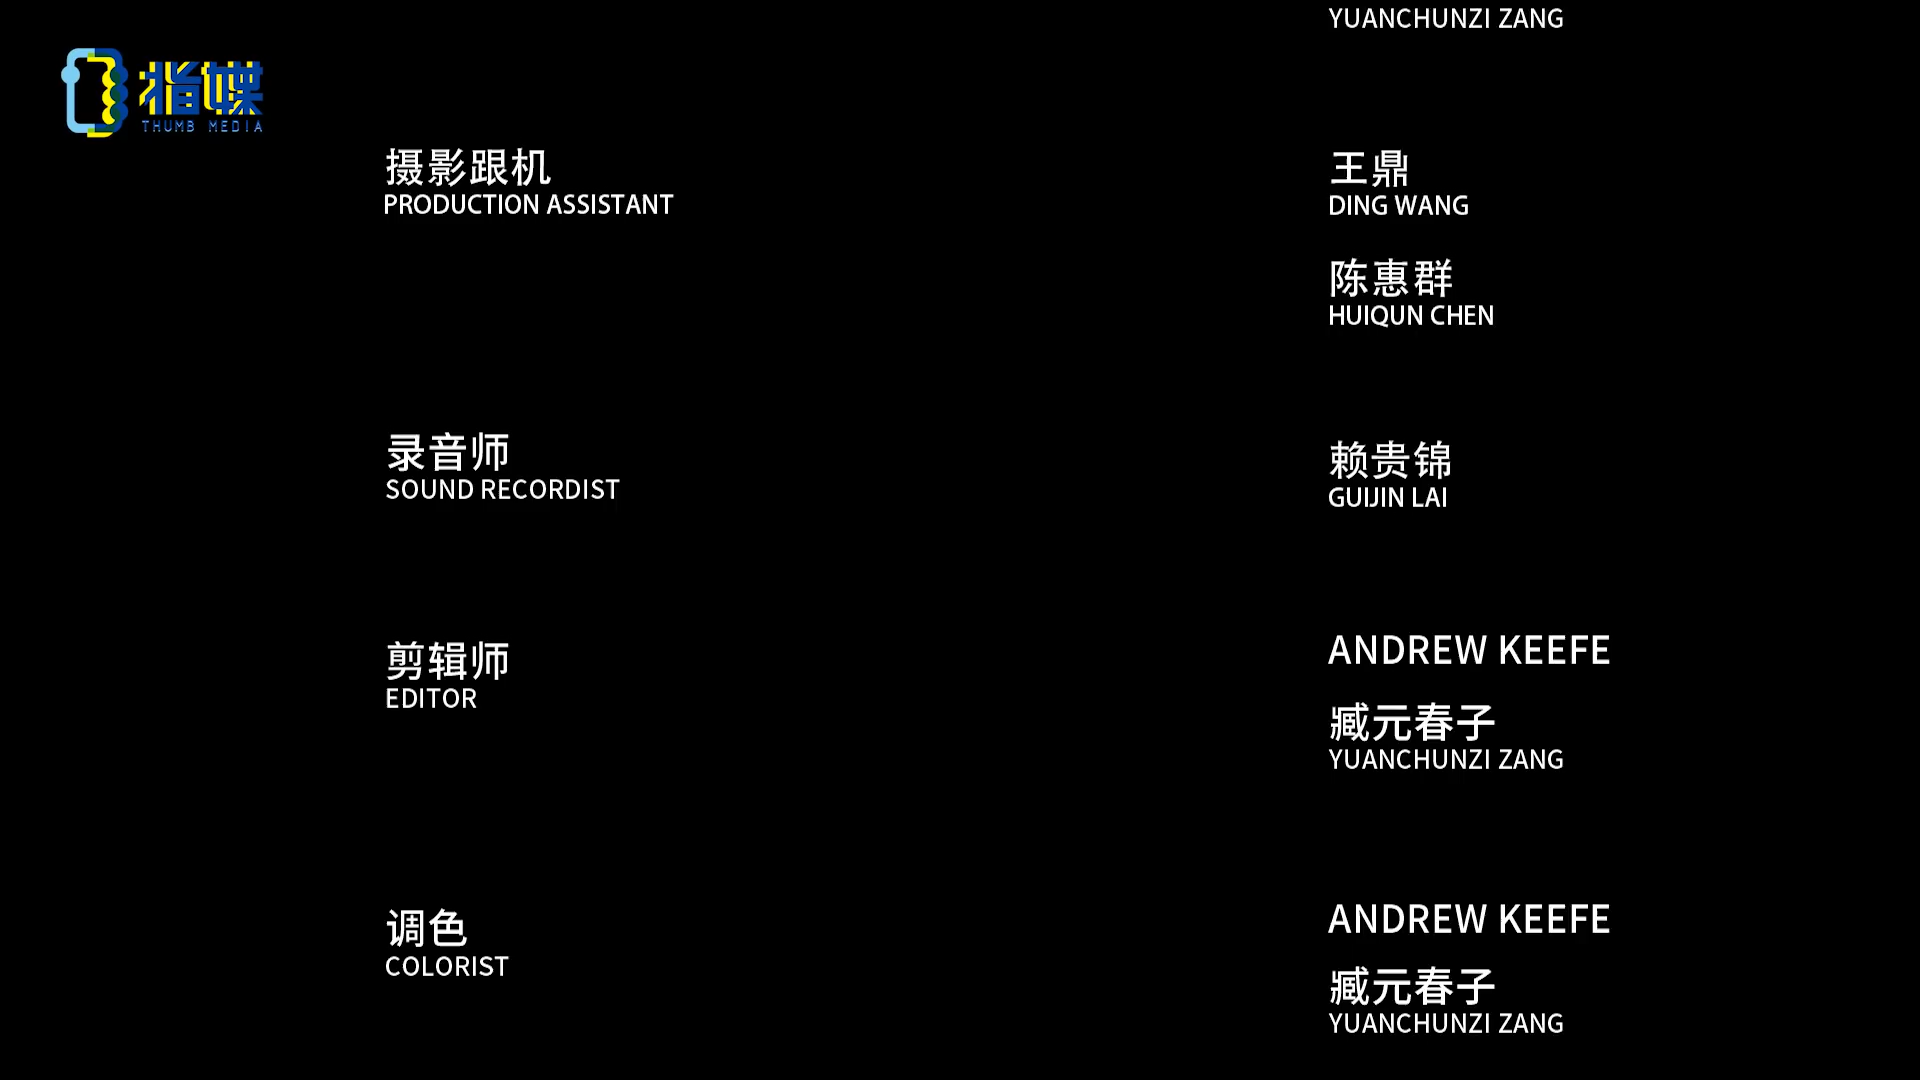 YUANCHUNZI ZANG
指媒
THUMB MEDIA
摄影跟机
PRODUCTION ASSISTANT
王鼎
DING WANG
陈惠群
HUIQUN CHEN
录音师
SOUND RECORDIST
赖贵锦
GUIJIN LAI
剪辑师
EDITOR
ANDREW KEEFE
臧元春子
YUANCHUNZI ZANG
调色
COLORIST
ANDREW KEEFE
臧元春子
YUANCHUNZI ZANG